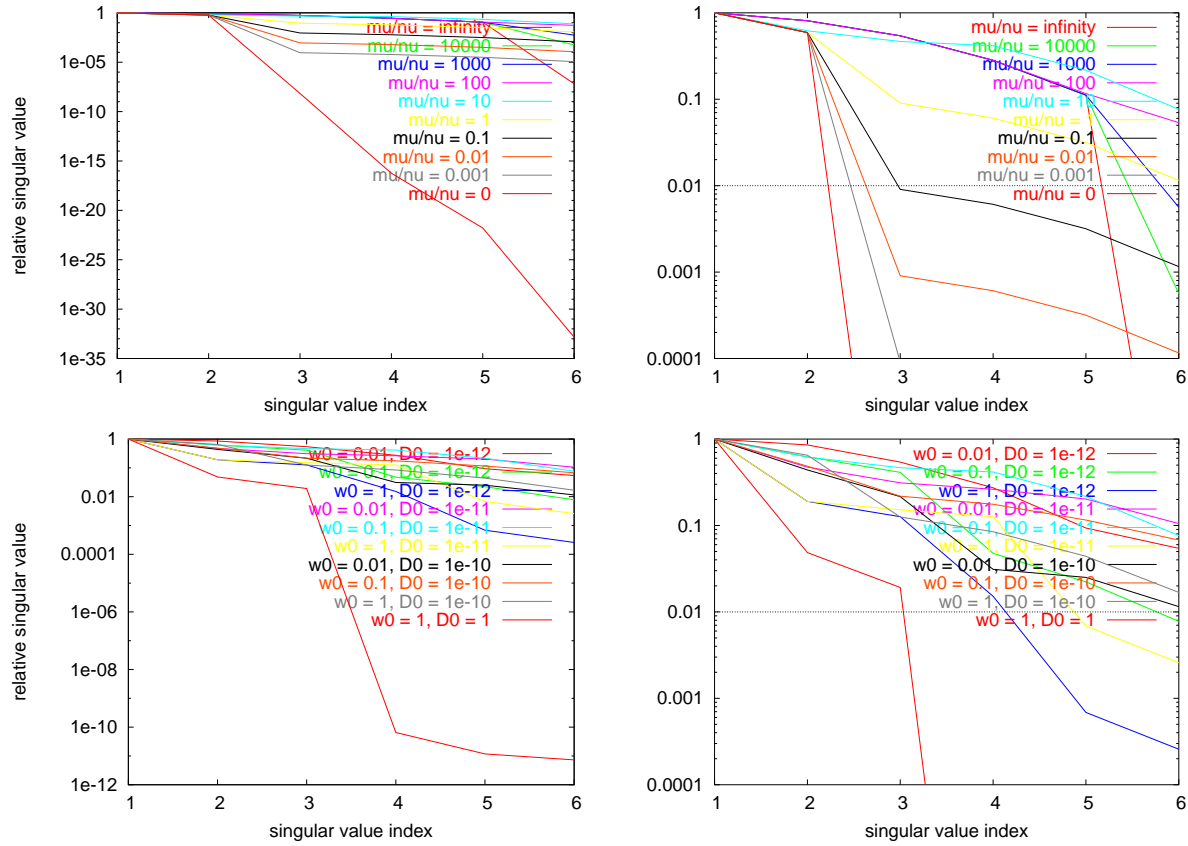 1
1e-05
1e-10
1e-15
1e-20
1e-25
1e-30
1e-35
1 2 3 4 5 6
relative singular value
singular value index
mu/nu = infinity
mu/nu = 10000
mu/nu = 1000
mu/nu = 100
mu/nu = 10
mu/nu = 1
mu/nu = 0.1
mu/nu = 0.01
mu/nu = 0.001
mu/nu = 0
1
0.1
0.01
0.001
0.0001
1 2 3 4 5 6
singular value index
mu/nu = infinity
mu/nu = 10000
mu/nu = 1000
mu/nu = 100
mu/nu = 10
mu/nu = 1
mu/nu = 0.1
mu/nu = 0.01
mu/nu = 0.001
mu/nu = 0
1
0.01
0.0001
1e-06
1e-08
1e-10
1e-12
1 2 3 4 5 6
relative singular value
singular value index
w0 = 0.01, D0 = 1e-12
w0 = 0.1, D0 = 1e-12
w0 = 1, D0 = 1e-12
w0 = 0.01, D0 = 1e-11
w0 = 0.1, D0 = 1e-11
w0 = 1, D0 = 1e-11
w0 = 0.01, D0 = 1e-10
w0 = 0.1, D0 = 1e-10
w0 = 1, D0 = 1e-10
w0 = 1, D0 = 1
1
0.1
0.01
0.001
0.0001
1 2 3 4 5 6
singular value index
w0 = 0.01, D0 = 1e-12
w0 = 0.1, D0 = 1e-12
w0 = 1, D0 = 1e-12
w0 = 0.01, D0 = 1e-11
w0 = 0.1, D0 = 1e-11
w0 = 1, D0 = 1e-11
w0 = 0.01, D0 = 1e-10
w0 = 0.1, D0 = 1e-10
w0 = 1, D0 = 1e-10
w0 = 1, D0 = 1